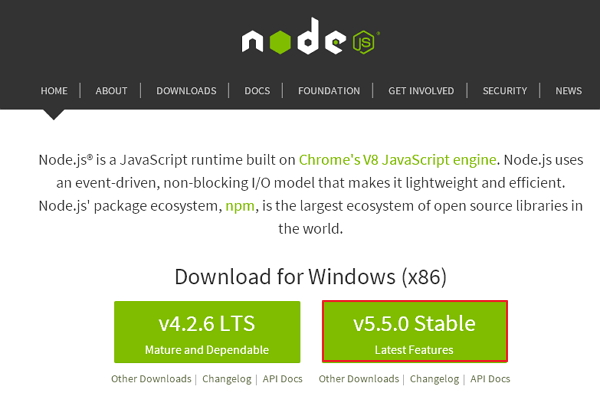 node JS®
HOME | ABOUT | DOWNLOADS | DOCS | FOUNDATION | GET INVOLVED | SECURITY | NEWS
Node.js® is a JavaScript runtime built on Chrome's V8 JavaScript engine. Node.js uses
an event-driven, non-blocking I/O model that makes it lightweight and efficient.
Node.js' package ecosystem, npm, is the largest ecosystem of open source libraries in
the world.
Download for Windows (x86)
v4.2.6 LTS
Mature and Dependable
v5.5.0 Stable
Latest Features
Other Downloads | Changelog | API Docs
Other Downloads | Changelog | API Docs